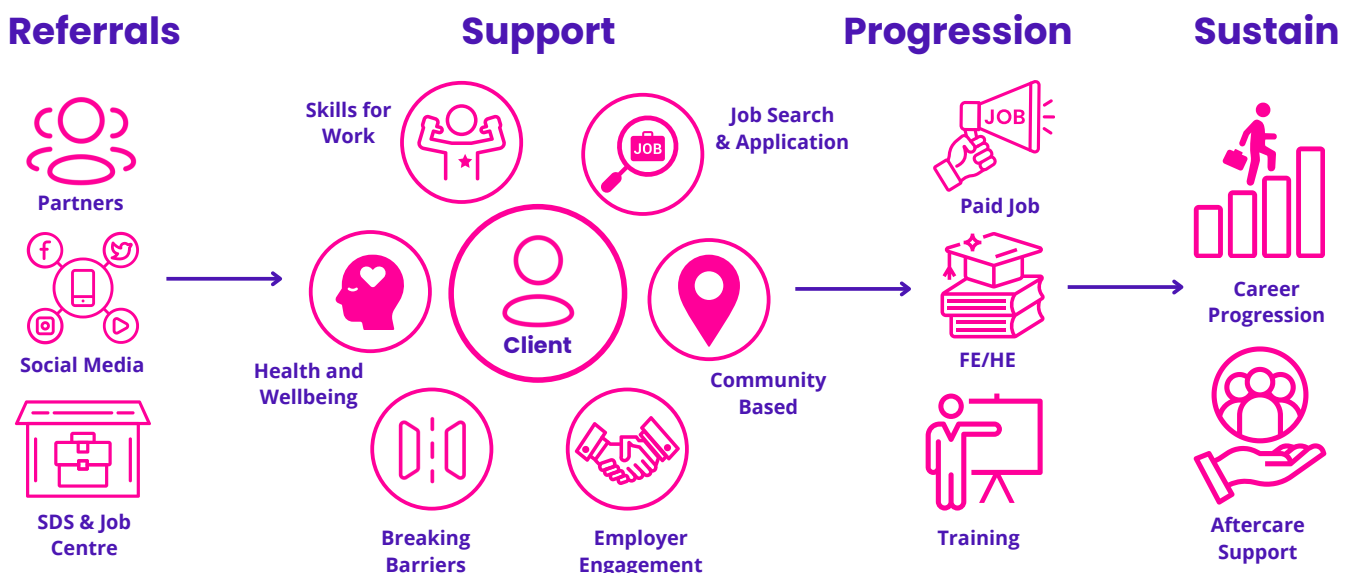 Referrals
Partners
Social Media
SDS & Job
Centre
Support
Skills for
Work
JOB
Job Search
& Application
Client
Health and
Wellbeing
Community
Based
Breaking
Barriers
Employer
Engagement
Progression
JOB
Paid Job
FE/HE
Training
Sustain
Career
Progression
Aftercare
Support